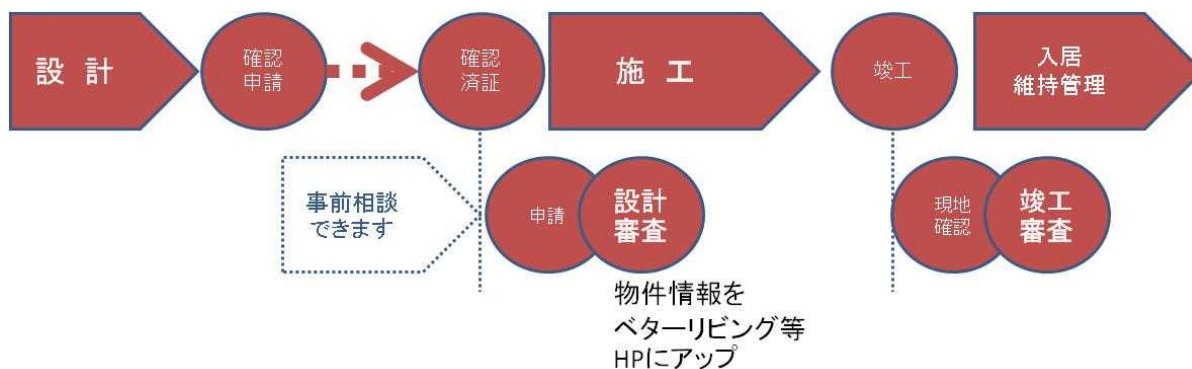 設 計
確認
申請
確認
済証
施 工
竣工
入居
維持管理
事前相談
できます
申請
設計
審査
現地
確認
竣工
審査
物件情報を
ベターリビング等
HPにアップ